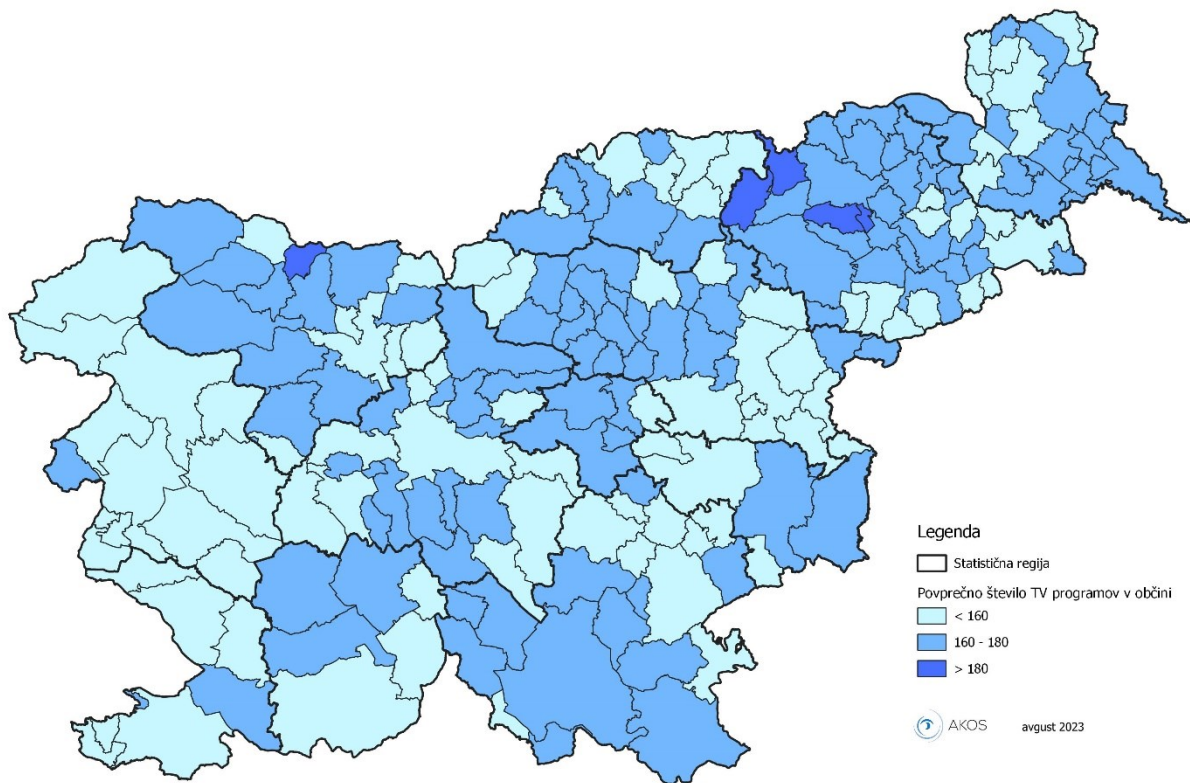 Legenda
Statistična regija
Povprečno število TV programov v občini
< 160
160 - 180
> 180
AKOS avgust 2023